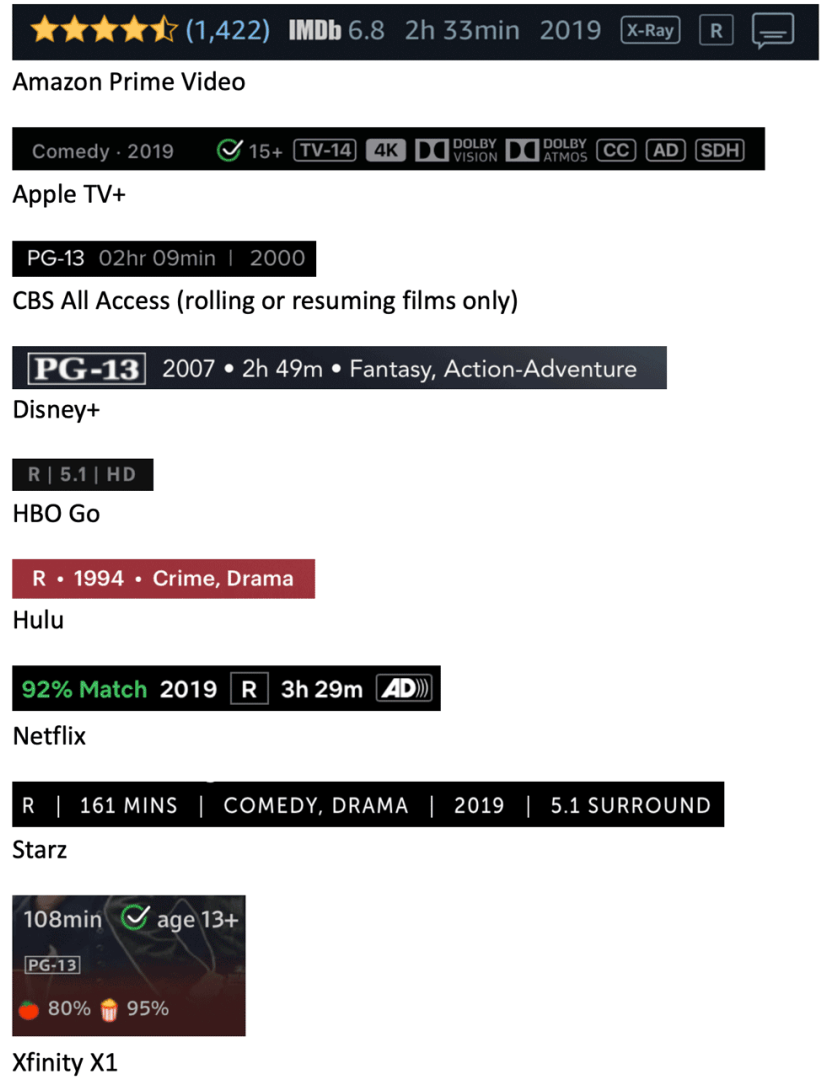 (1,422) IMDb 6.8 2h 33min 2019 X-Ray R
Amazon Prime Video
Comedy · 2019 15+ TV-14 4K DOLBY VISION DOLBY ATMOS CC AD SDH
Apple TV+
PG-13 02hr 09min | 2000
CBS All Access (rolling or resuming films only)
PG-13 2007 • 2h 49m • Fantasy, Action-Adventure
Disney+
R | 5.1 | HD
HBO Go
R • 1994 • Crime, Drama
Hulu
92% Match 2019 R 3h 29m AD)))
Netflix
R | 161 MINS | COMEDY, DRAMA | 2019 | 5.1 SURROUND
Starz
108min age 13+
PG-13
80% 95%
Xfinity X1